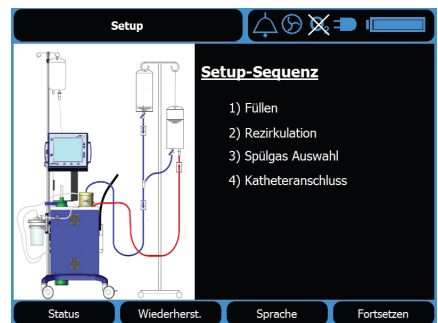 Setup
Setup-Sequenz
1) Füllen
2) Rezirkulation
3) Spülgas Auswahl
4) Katheteranschluss
Status
Wiederherst.
Sprache
Fortsetzen